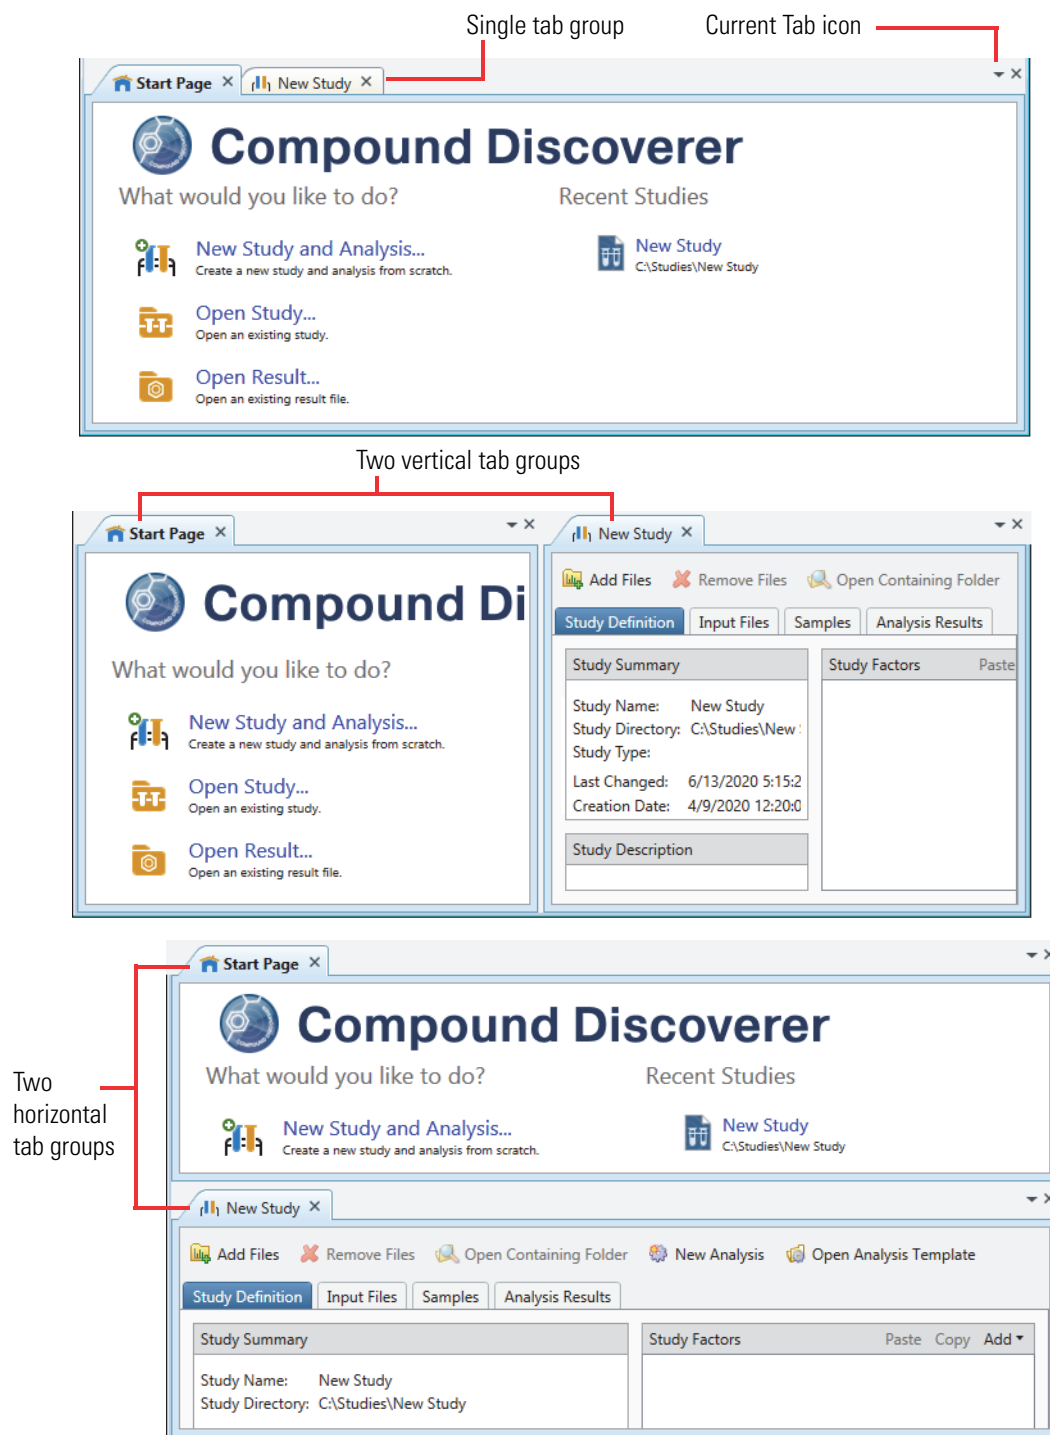 Single tab group
Current Tab icon
Start Page
New Study
Compound Discoverer
What would you like to do?
Recent Studies
New Study and Analysis...
Create a new study and analysis from scratch.
New Study
C:\Studies\New Study
Open Study...
Open an existing study.
Open Result...
Open an existing result file.
Two vertical tab groups
Start Page
Compound Di
What would you like to do?
New Study and Analysis...
Create a new study and analysis from scratch.
Open Study...
Open an existing study.
Open Result...
Open an existing result file.
New Study
Add Files Remove Files Open Containing Folder
Study Definition Input Files Samples Analysis Results
Study Summary
Study Name: New Study
Study Directory: C:\Studies\New
Study Type:
Last Changed: 6/13/2020 5:15:2
Creation Date: 4/9/2020 12:20:0
Study Description
Study Factors Paste
Two
horizontal
tab groups
Start Page
Compound Discoverer
What would you like to do?
Recent Studies
New Study and Analysis...
Create a new study and analysis from scratch.
New Study
C:\Studies\New Study
New Study
Add Files Remove Files Open Containing Folder New Analysis Open Analysis Template
Study Definition Input Files Samples Analysis Results
Study Summary
Study Name: New Study
Study Directory: C:\Studies\New Study
Study Factors Paste Copy Add